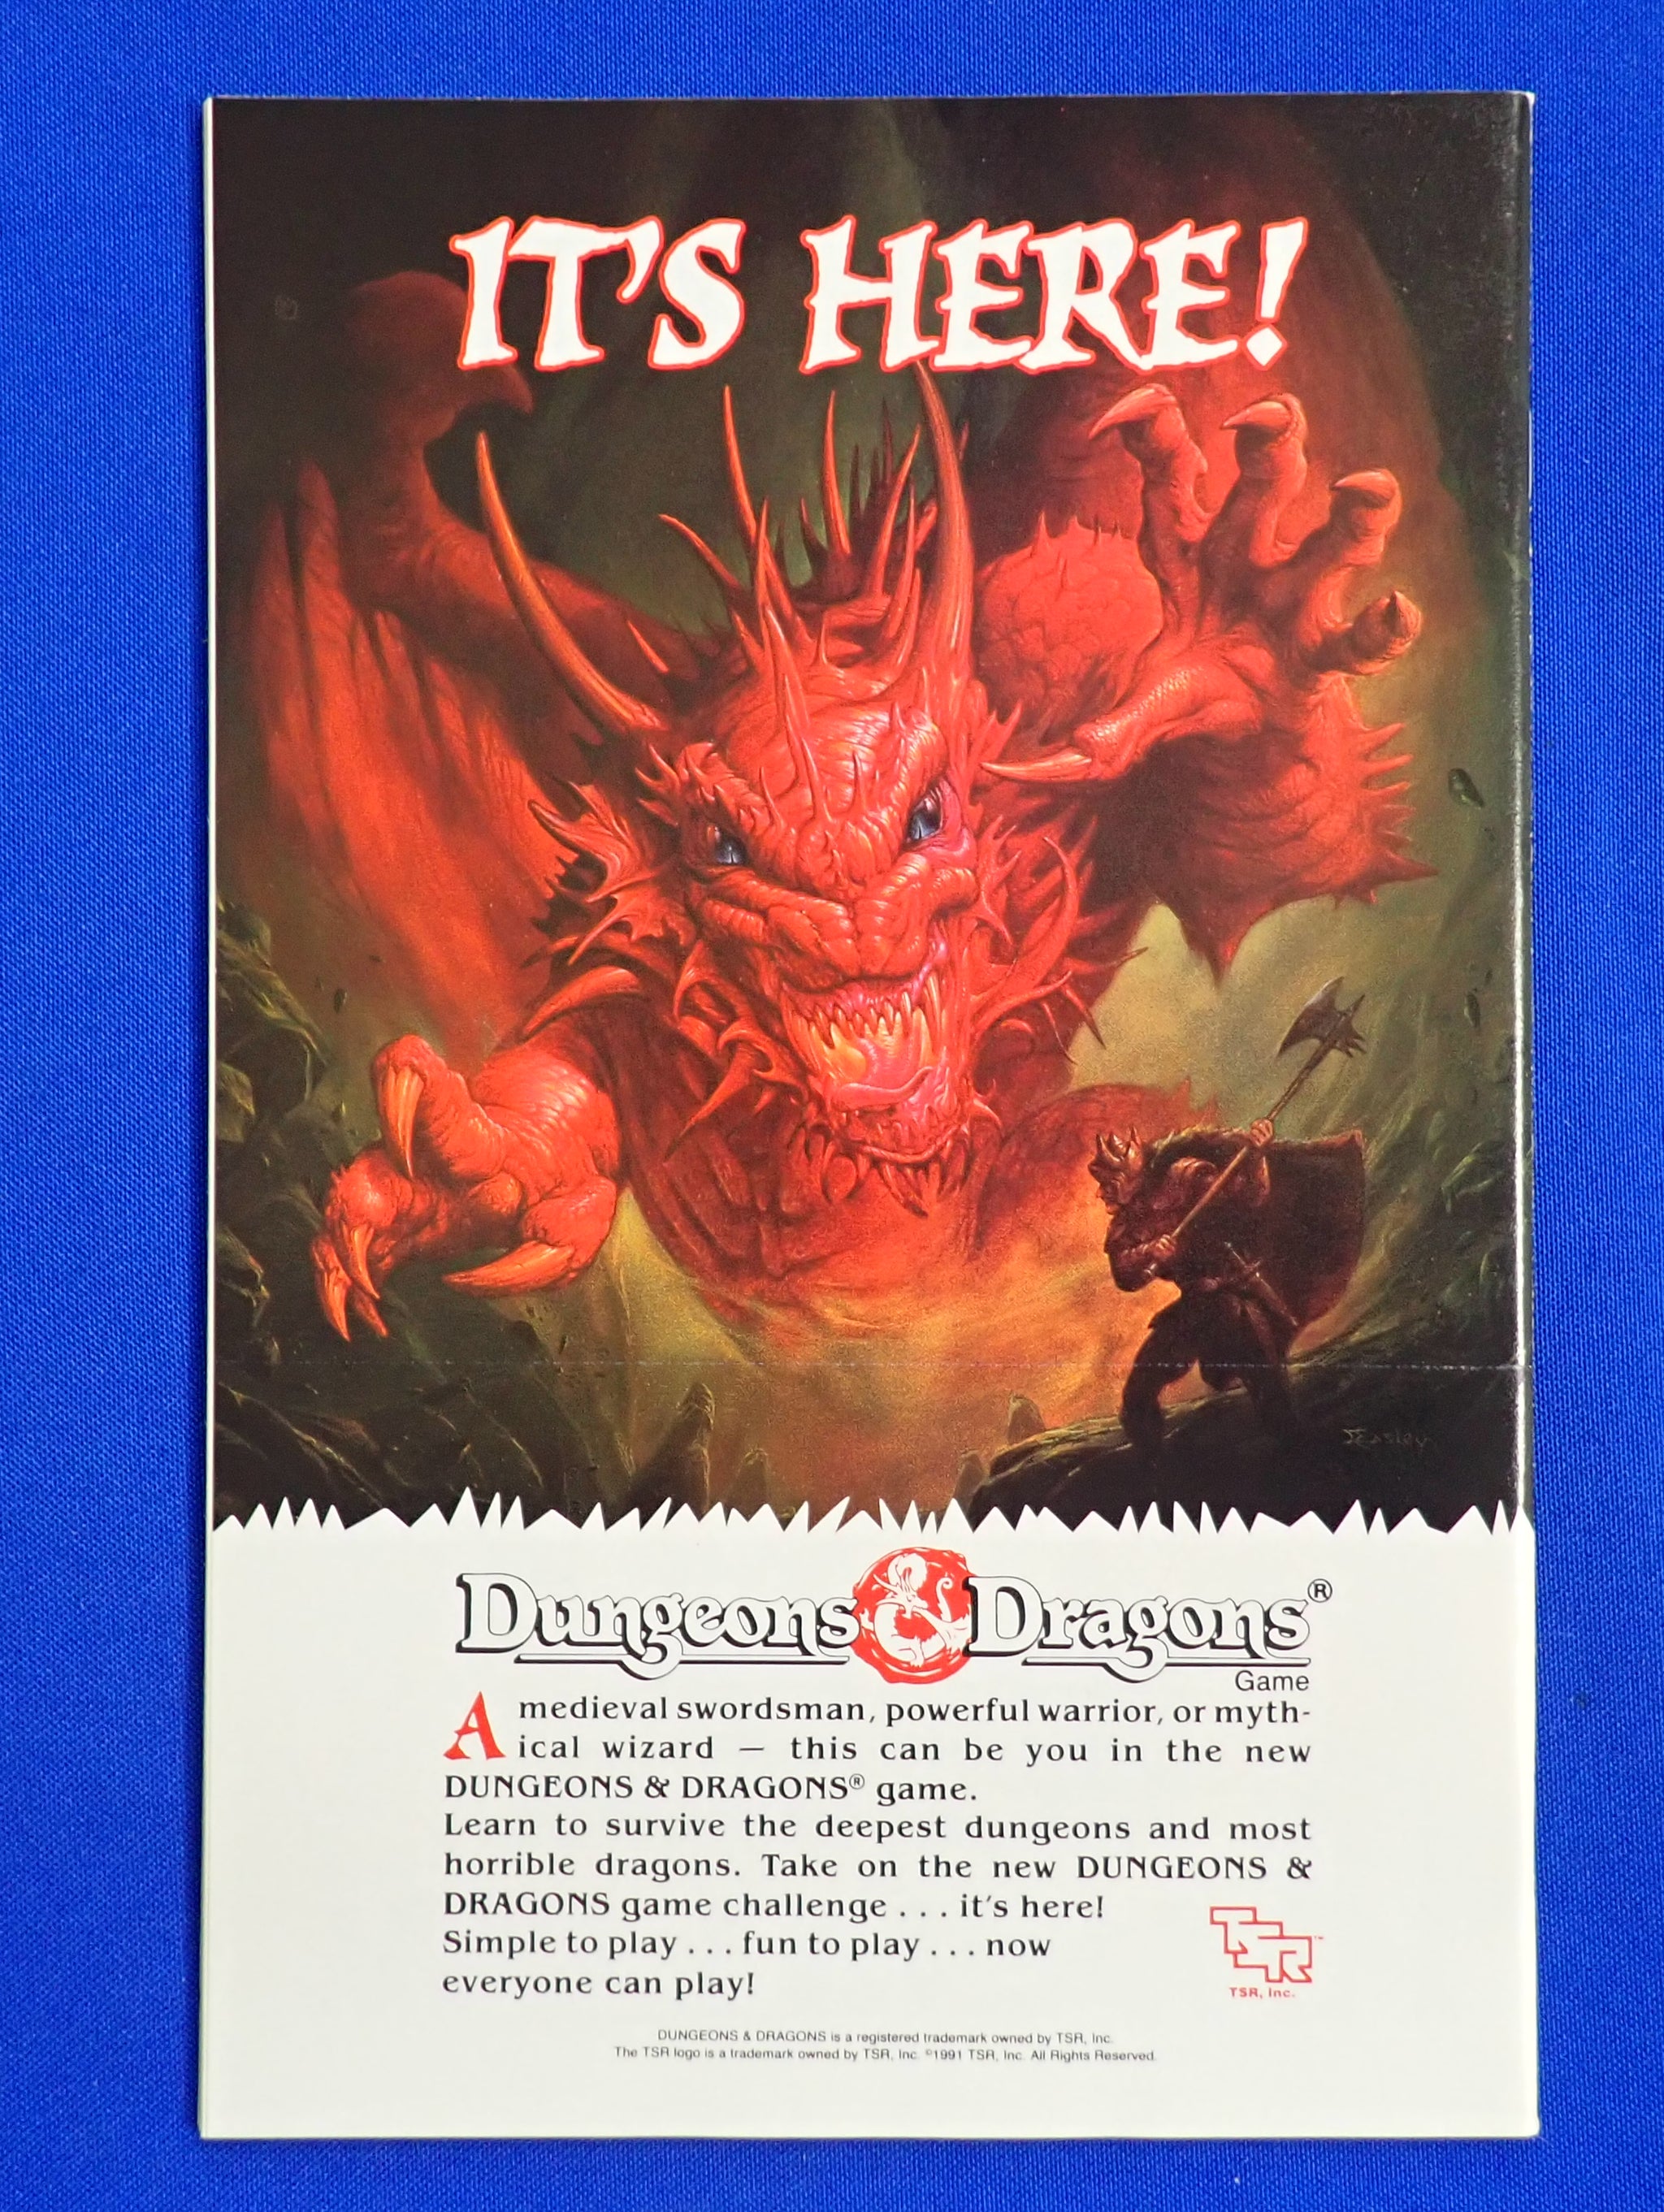 IT'S HERE!
JEasley
Dungeons & Dragons®
Game
A medieval swordsman, powerful warrior, or myth-
ical wizard — this can be you in the new
DUNGEONS & DRAGONS® game.
Learn to survive the deepest dungeons and most
horrible dragons. Take on the new DUNGEONS &
DRAGONS game challenge . . . it's here!
Simple to play . . . fun to play . . . now
everyone can play!
TSR™
TSR, Inc.
DUNGEONS & DRAGONS is a registered trademark owned by TSR, Inc.
The TSR logo is a trademark owned by TSR, Inc. ©1991 TSR, Inc. All Rights Reserved.